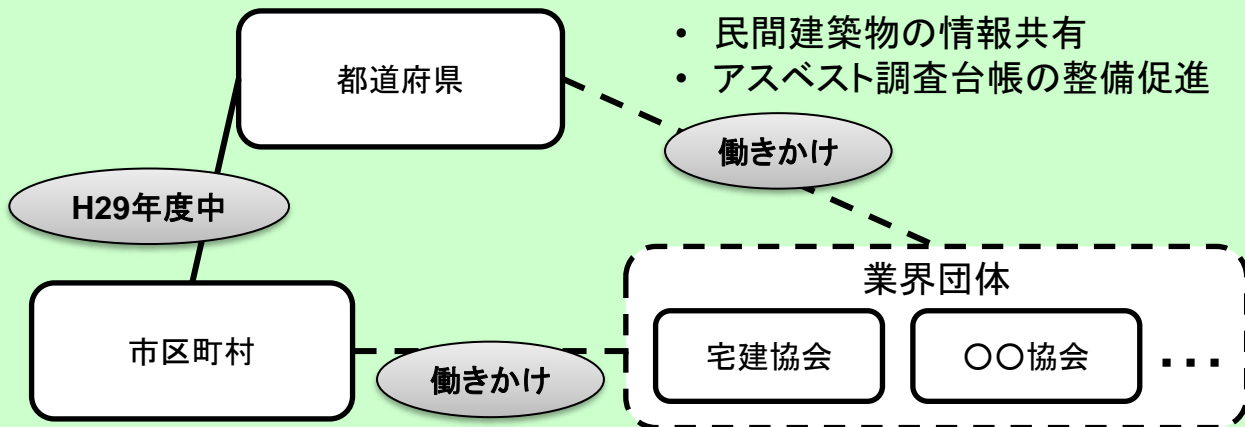 ・ 民間建築物の情報共有
・ アスベスト調査台帳の整備促進
都道府県
働きかけ
H29年度中
業界団体
市区町村
宅建協会
〇〇協会
・・・
働きかけ